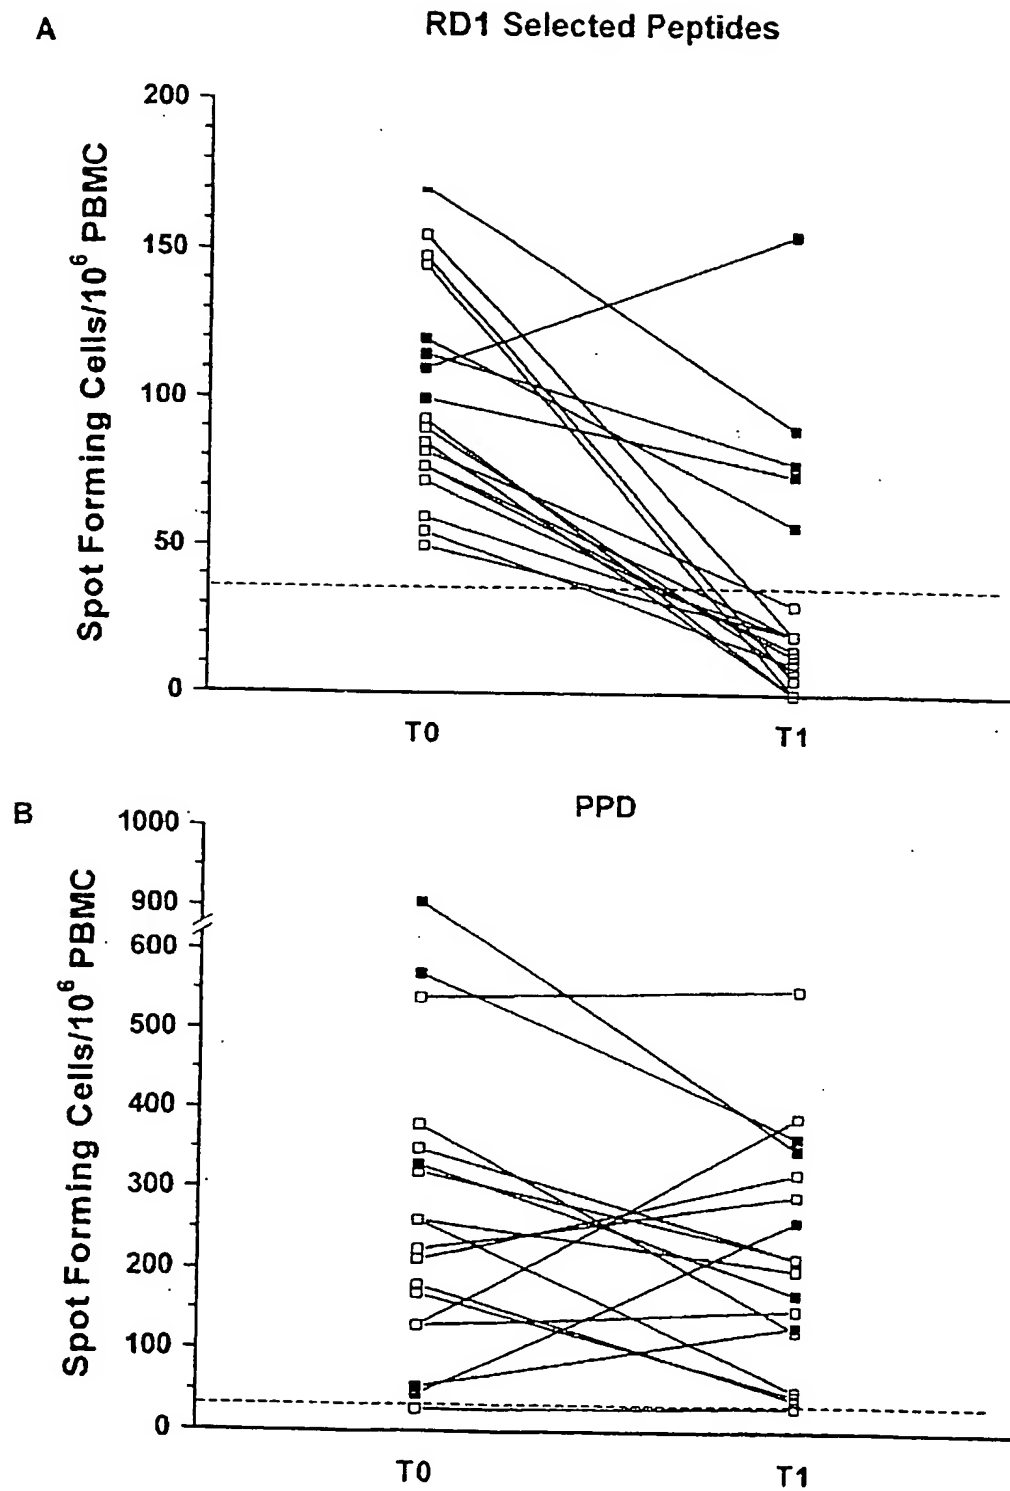 A
RD1 Selected Peptides
Spot Forming Cells/10⁶ PBMC
200
150
100
50
0
T0
T1
B
PPD
Spot Forming Cells/10⁶ PBMC
1000
900
600
500
400
300
200
100
0
T0
T1